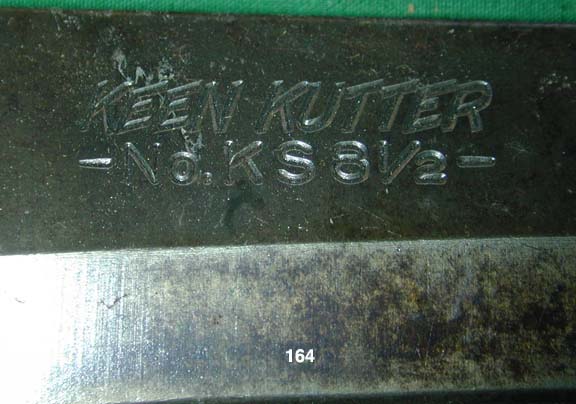 KEEN KUTTER
-No. KS 8½-
164